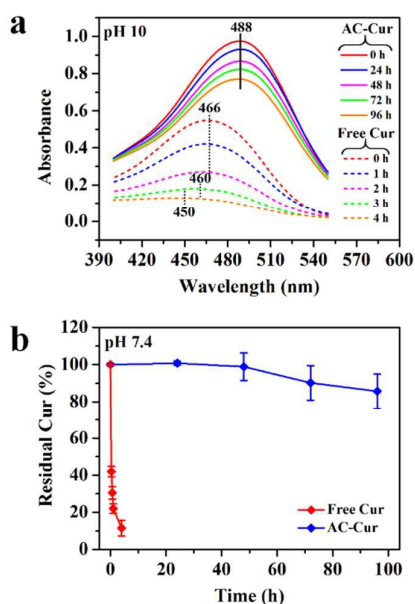 a
pH 10
488
466
460
450
AC-Cur
0 h
24 h
48 h
72 h
96 h
Free Cur
0 h
1 h
2 h
3 h
4 h
1.0
0.8
0.6
0.4
0.2
0.0
Absorbance
390 420 450 480 510 540 570 600
Wavelength (nm)
b
pH 7.4
120
100
80
60
40
20
0
Residual Cur (%)
Free Cur
AC-Cur
0 20 40 60 80 100
Time (h)